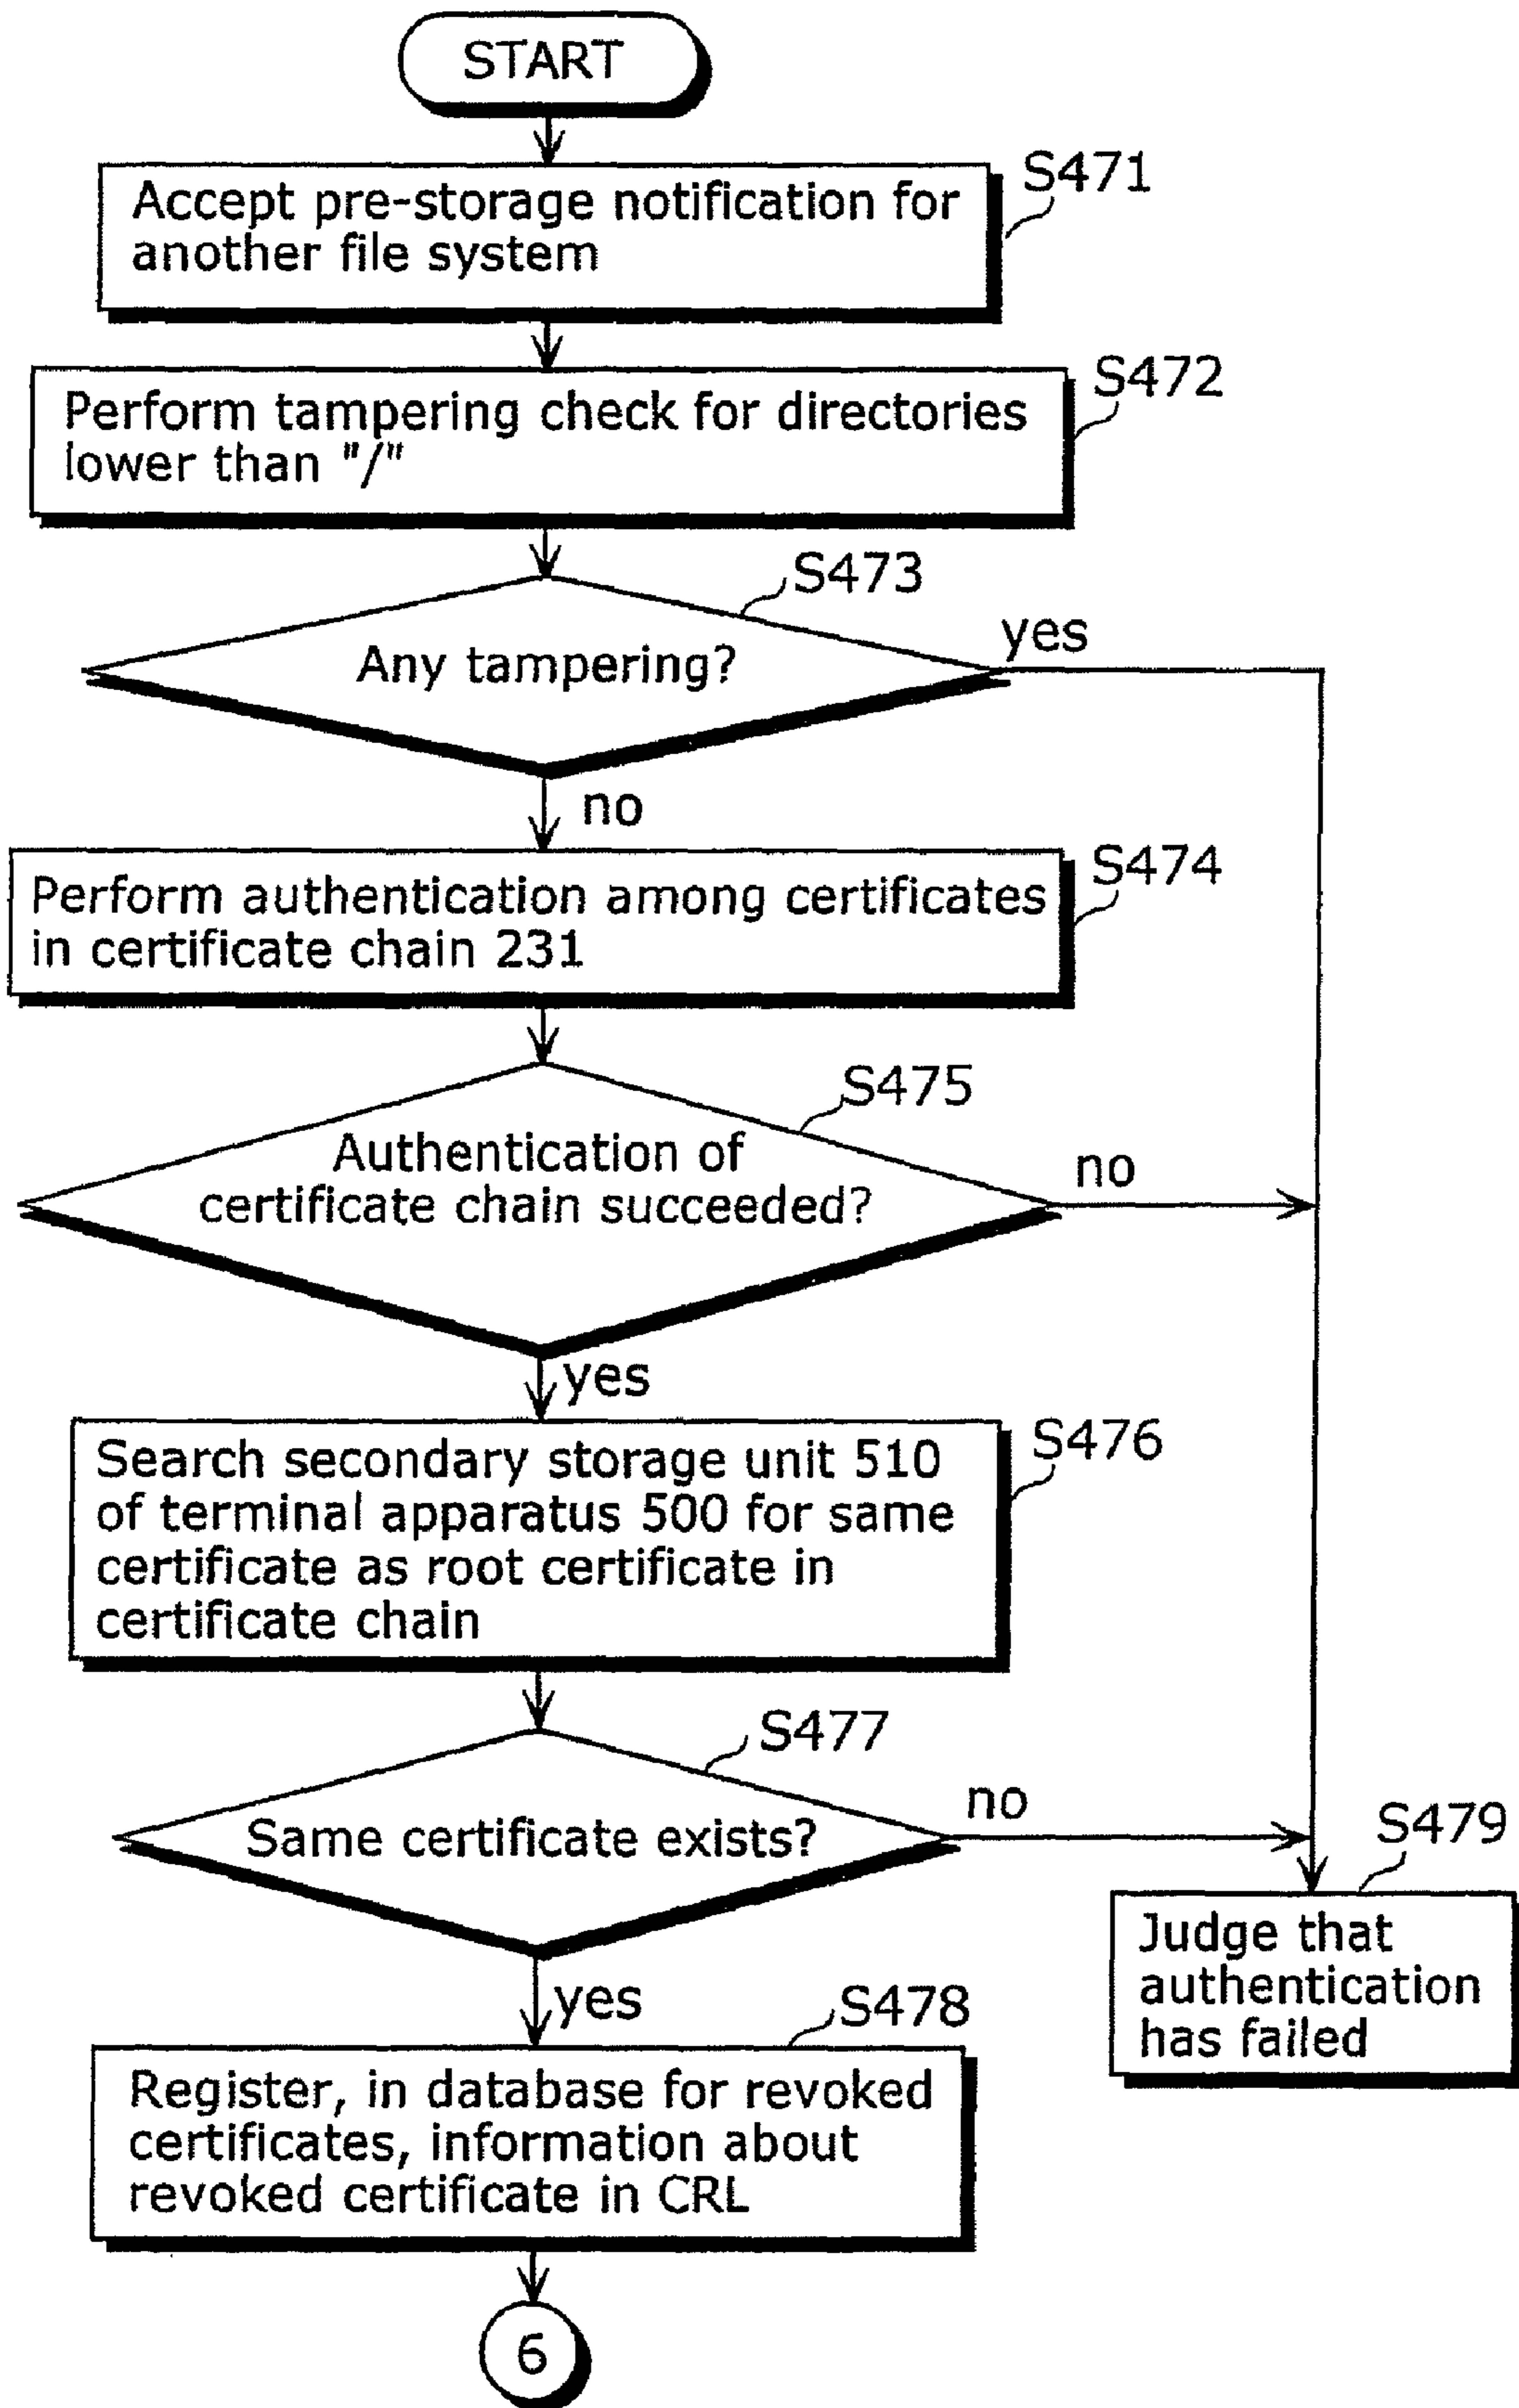 START
S471
Accept pre-storage notification for
another file system
S472
Perform tampering check for directories
lower than "/"
S473
Any tampering?
yes
no
S474
Perform authentication among certificates
in certificate chain 231
S475
Authentication of
certificate chain succeeded?
no
yes
S476
Search secondary storage unit 510
of terminal apparatus 500 for same
certificate as root certificate in
certificate chain
S477
Same certificate exists?
no
S479
Judge that
authentication
has failed
yes
S478
Register, in database for revoked
certificates, information about
revoked certificate in CRL
6